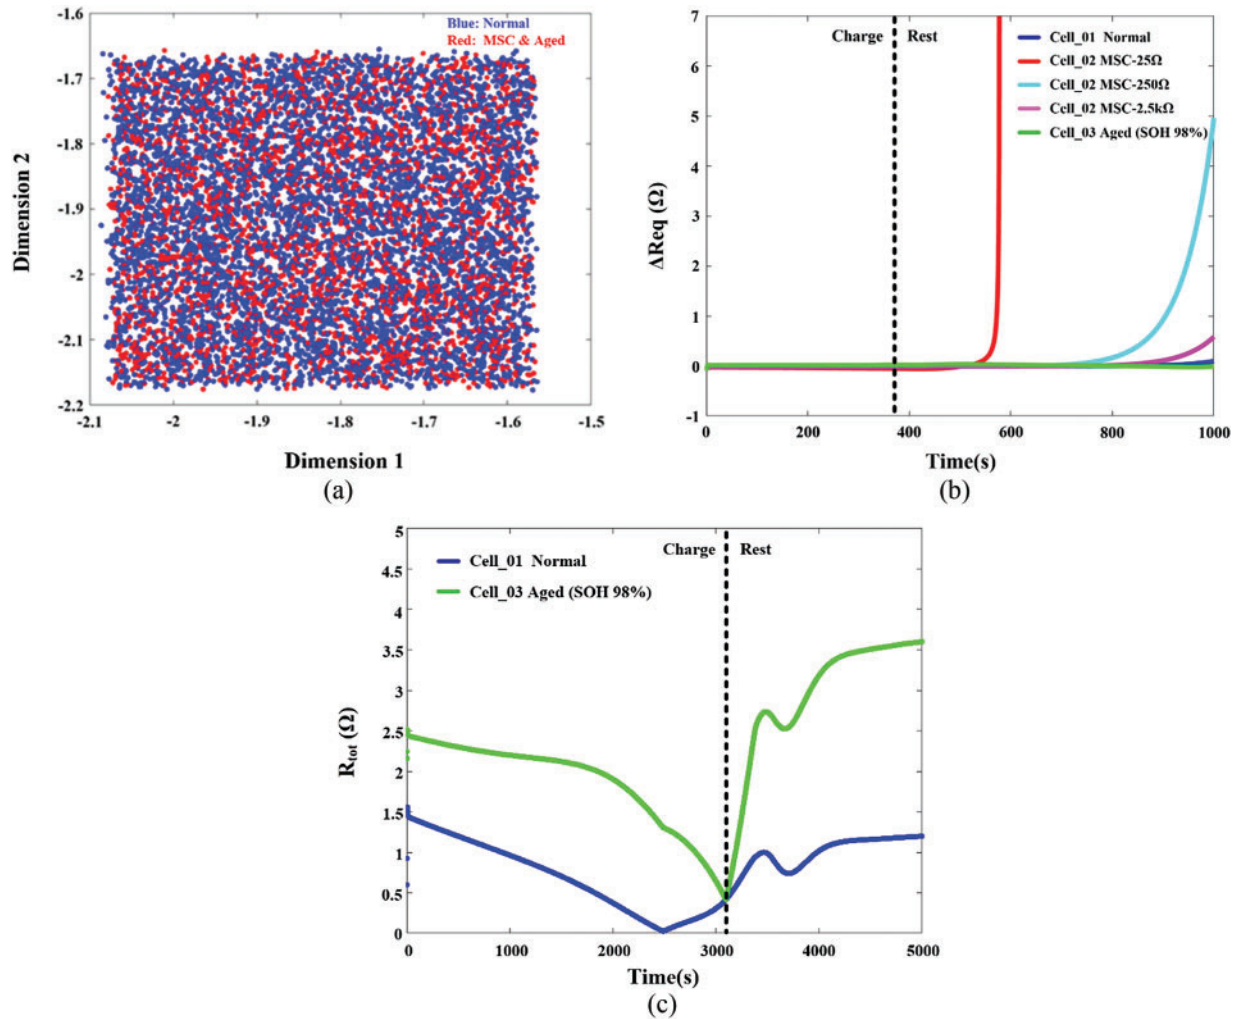 Blue: Normal
Red: MSC & Aged
-1.6
-1.7
-1.8
-1.9
-2
-2.1
-2.2
Dimension 2
-2.1 -2 -1.9 -1.8 -1.7 -1.6 -1.5
Dimension 1
(a)
Charge Rest
Cell_01 Normal
Cell_02 MSC-25Ω
Cell_02 MSC-250Ω
Cell_02 MSC-2.5kΩ
Cell_03 Aged (SOH 98%)
7
6
5
4
3
2
1
0
-1
ΔReq (Ω)
0 200 400 600 800 1000
Time(s)
(b)
Charge Rest
Cell_01 Normal
Cell_03 Aged (SOH 98%)
5
4.5
4
3.5
3
2.5
2
1.5
1
0.5
0
Rtot (Ω)
0 1000 2000 3000 4000 5000
Time(s)
(c)